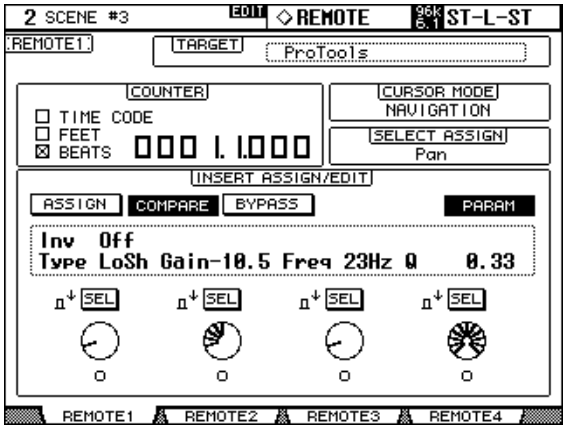 2 SCENE #3 EDIT ◇REMOTE 96k 6.1 ST-L-ST
REMOTE1 TARGET ProTools
COUNTER CURSOR MODE
NAVIGATION
TIME CODE
FEET
BEATS 000 1.1.000
SELECT ASSIGN
Pan
INSERT ASSIGN/EDIT
ASSIGN COMPARE BYPASS PARAM
Inv Off
Type LoSh Gain-10.5 Freq 23Hz Q 0.33
SEL SEL SEL SEL
REMOTE1 REMOTE2 REMOTE3 REMOTE4